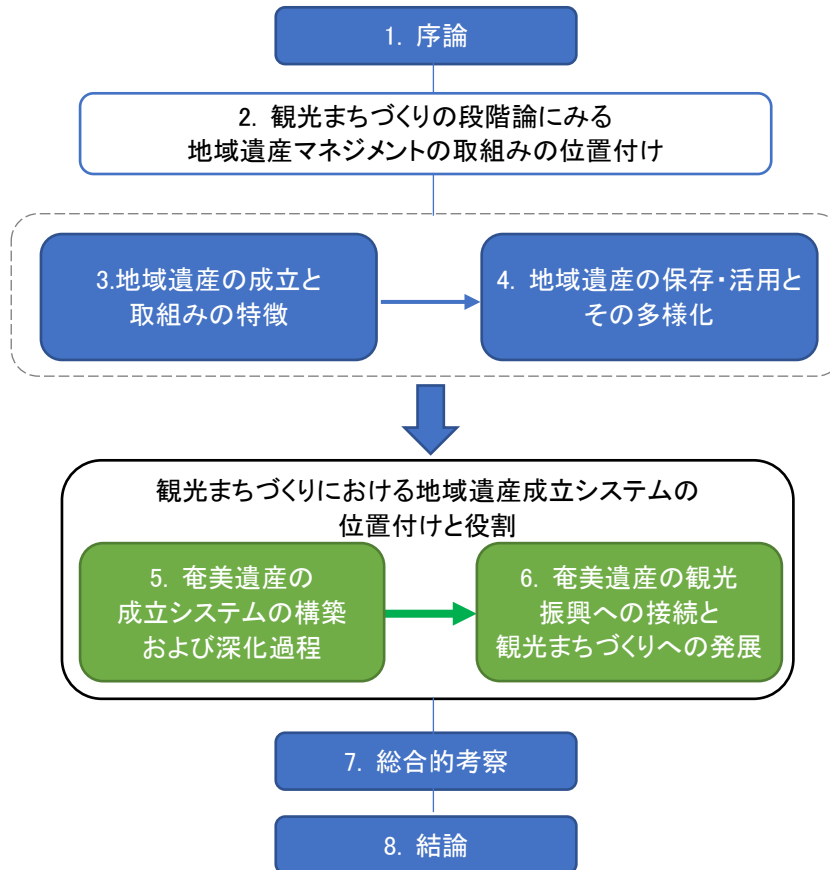 1. 序論
2. 観光まちづくりの段階論にみる
地域遺産マネジメントの取組みの位置付け
3.地域遺産の成立と
取組みの特徴
4. 地域遺産の保存・活用と
その多様化
観光まちづくりにおける地域遺産成立システムの
位置付けと役割
5. 奄美遺産の
成立システムの構築
および深化過程
6. 奄美遺産の観光
振興への接続と
観光まちづくりへの発展
7. 総合的考察
8. 結論